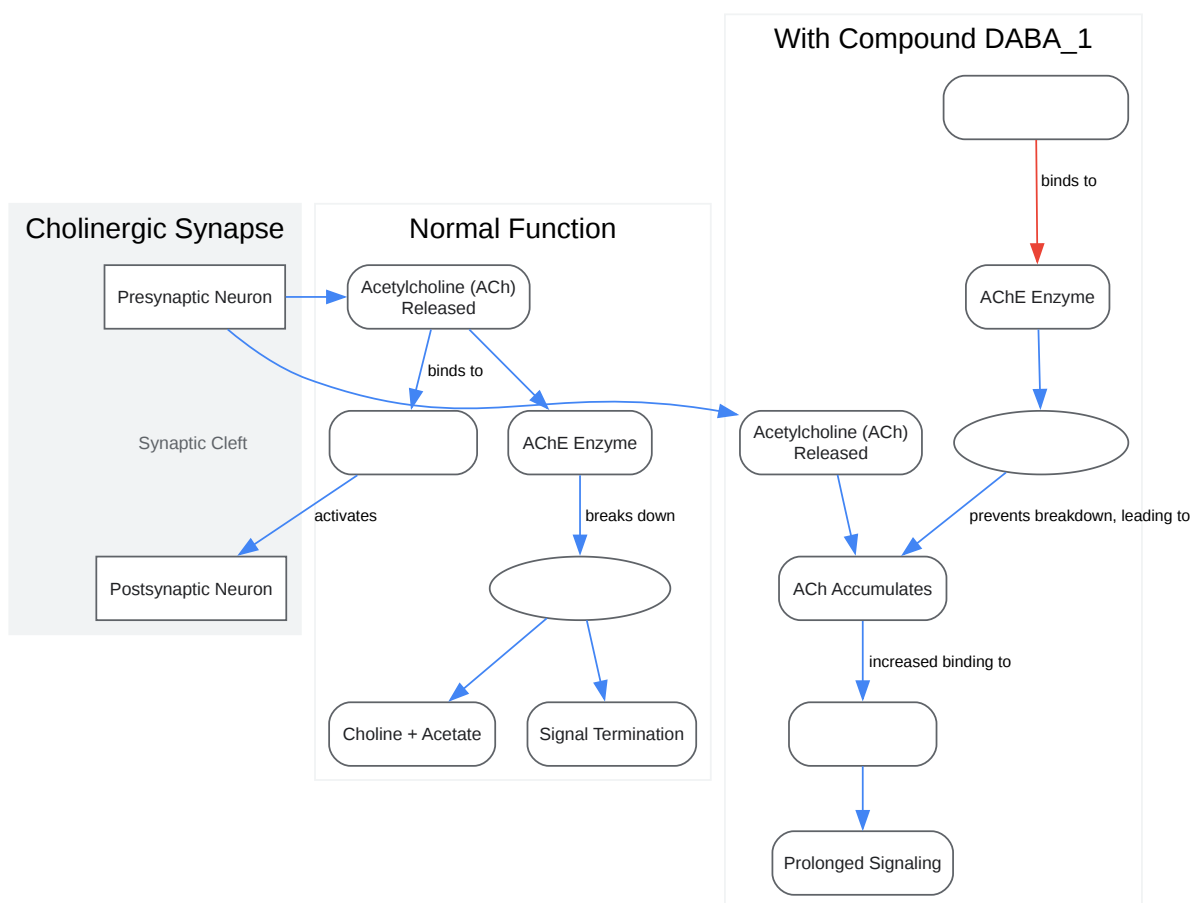 With Compound DABA_1
binds to
Cholinergic Synapse
Normal Function
Presynaptic Neuron
Acetylcholine (ACh)
Released
AChE Enzyme
binds to
Synaptic Cleft
AChE Enzyme
Acetylcholine (ACh)
Released
activates
breaks down
prevents breakdown, leading to
Postsynaptic Neuron
ACh Accumulates
increased binding to
Choline + Acetate
Signal Termination
Prolonged Signaling